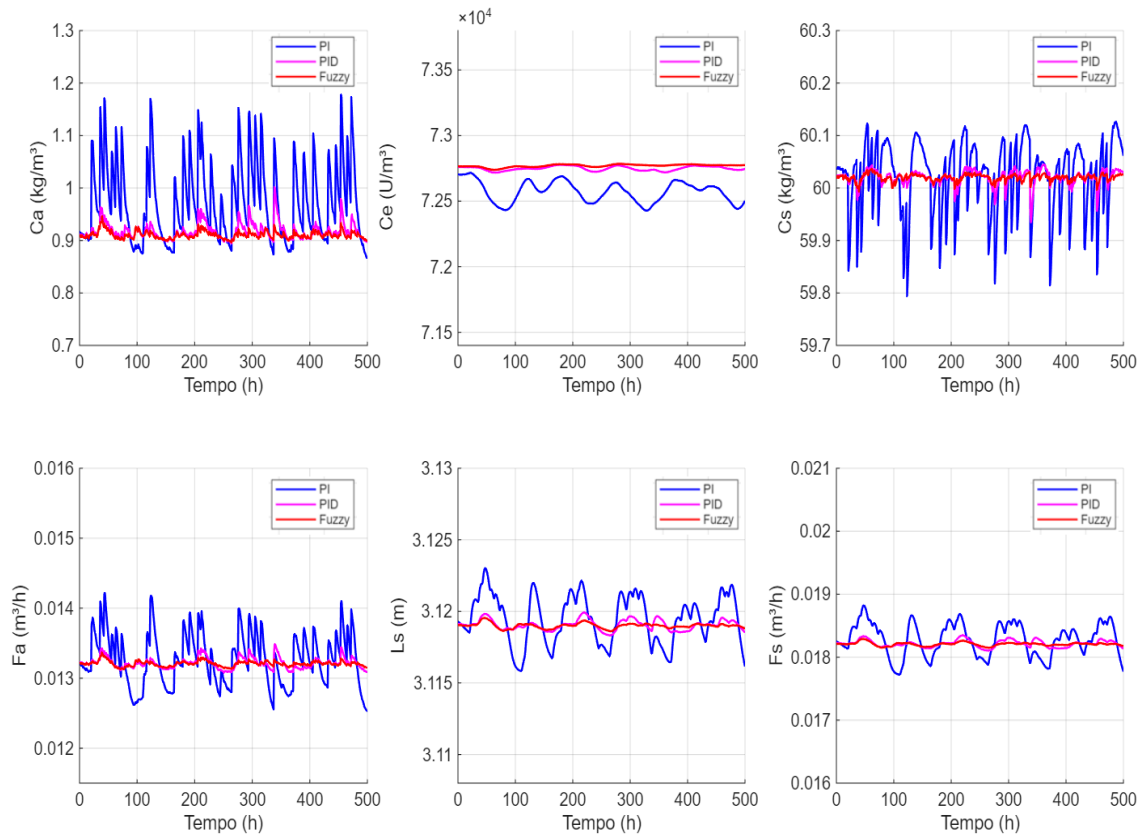 1.3
1.2
1.1
1
0.9
0.8
0.7
Ca (kg/m³)
0 100 200 300 400 500
Tempo (h)
PI
PID
Fuzzy
×10⁴
7.35
7.3
7.25
7.2
7.15
Ce (U/m³)
0 100 200 300 400 500
Tempo (h)
PI
PID
Fuzzy
60.3
60.2
60.1
60
59.9
59.8
59.7
Cs (kg/m³)
0 100 200 300 400 500
Tempo (h)
PI
PID
Fuzzy
0.016
0.015
0.014
0.013
0.012
Fa (m³/h)
0 100 200 300 400 500
Tempo (h)
PI
PID
Fuzzy
3.13
3.125
3.12
3.115
3.11
Ls (m)
0 100 200 300 400 500
Tempo (h)
PI
PID
Fuzzy
0.021
0.02
0.019
0.018
0.017
0.016
Fs (m³/h)
0 100 200 300 400 500
Tempo (h)
PI
PID
Fuzzy